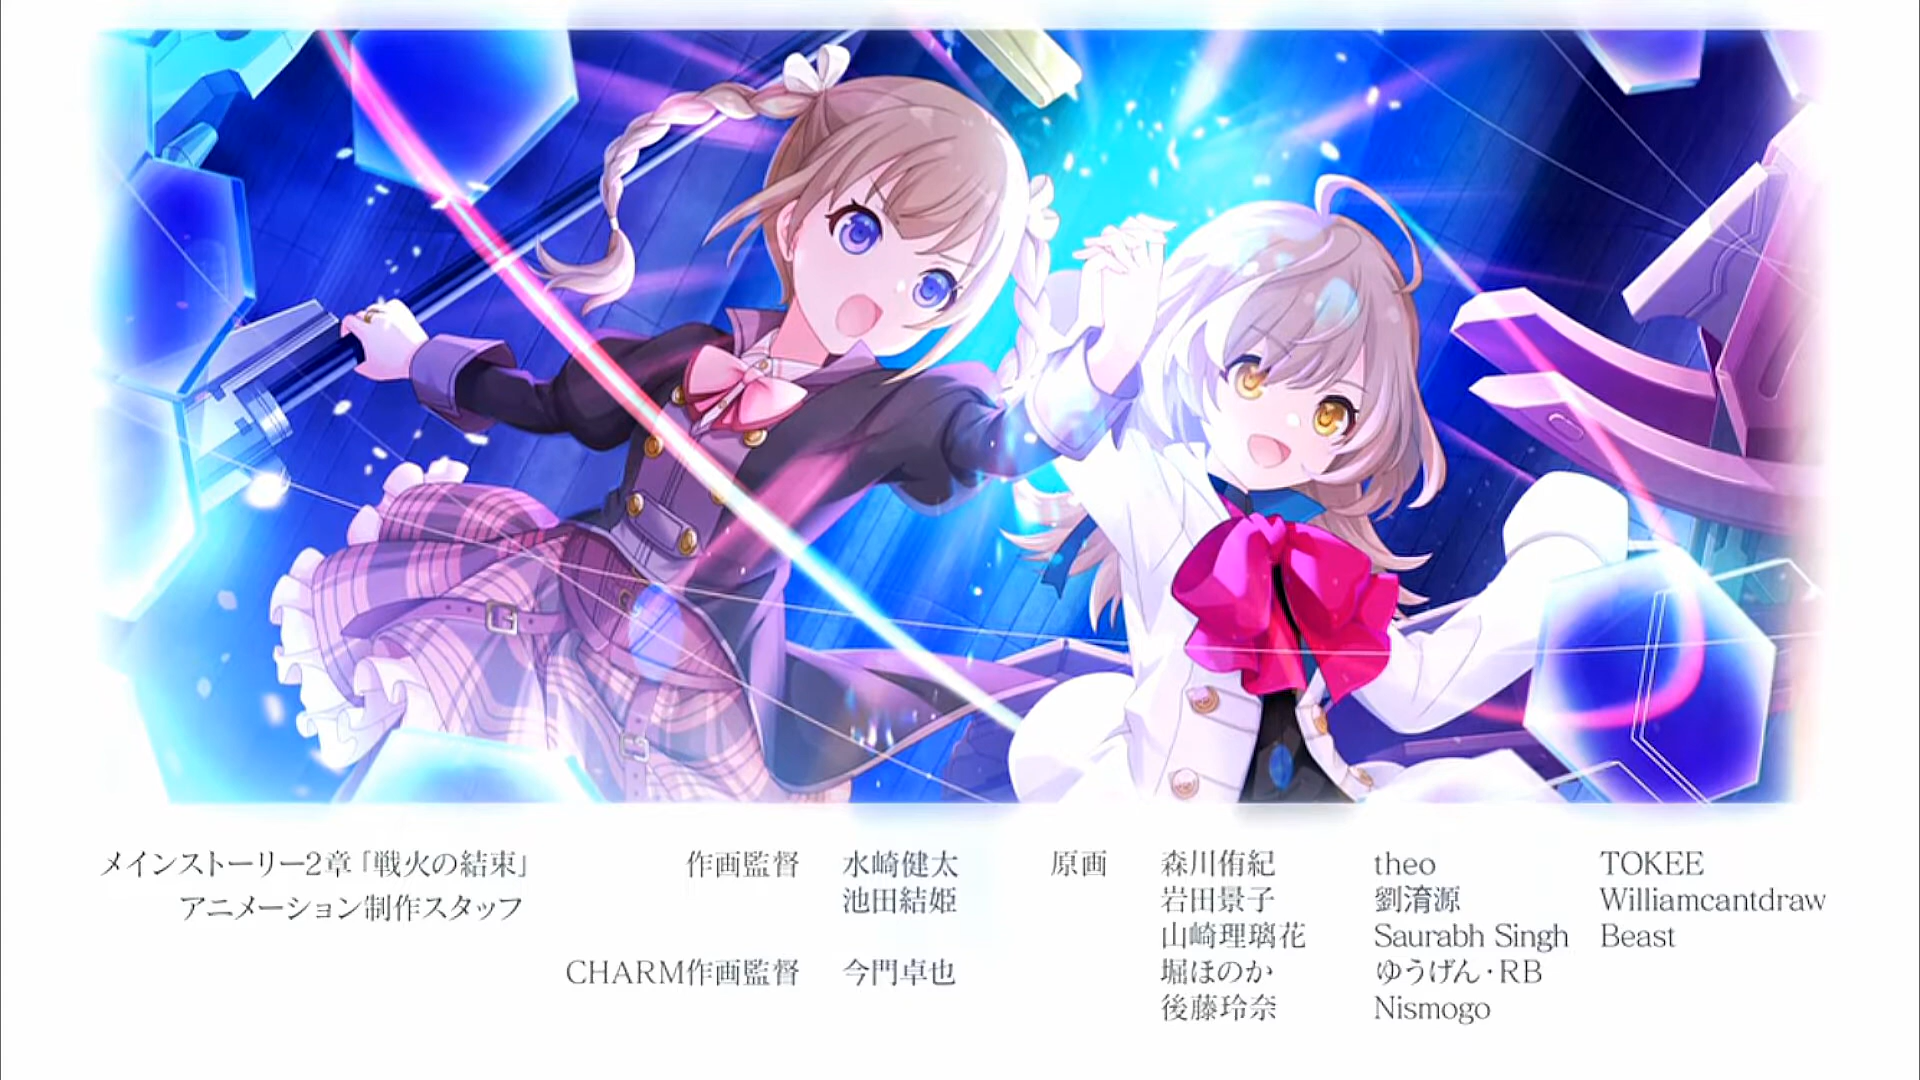 メインストーリー2章「戦火の結束」
アニメーション制作スタッフ
作画監督 水崎健太
池田結姫
CHARM作画監督 今門卓也
原画 森川侑紀
岩田景子
山崎理璃花
堀ほのか
後藤玲奈
theo
劉淯源
Saurabh Singh
ゆうげん・RB
Nismogo
TOKEE
Williamcantdraw
Beast